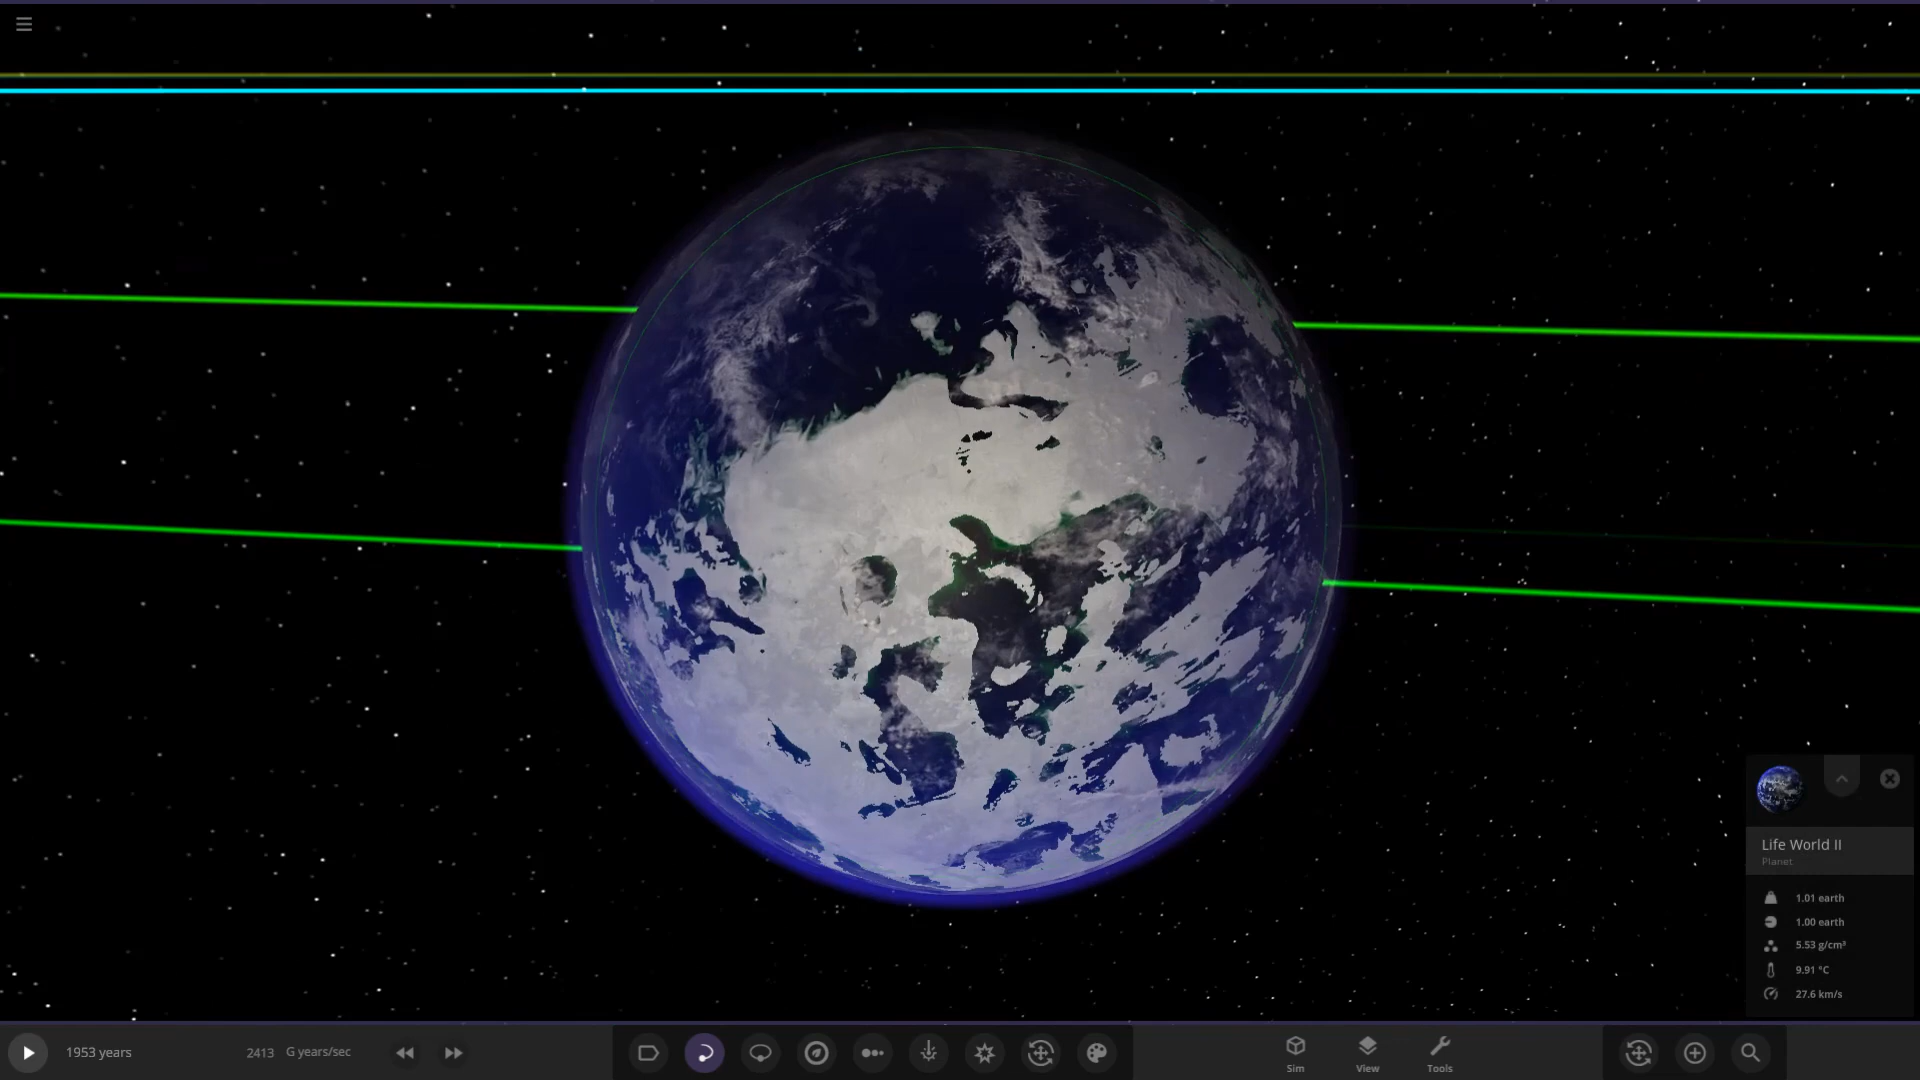 Life World II
Planet
1.01 earth
1.00 earth
5.53 g/cm³
9.91 °C
27.6 km/s
1953 years
2413 G years/sec
Sim
View
Tools